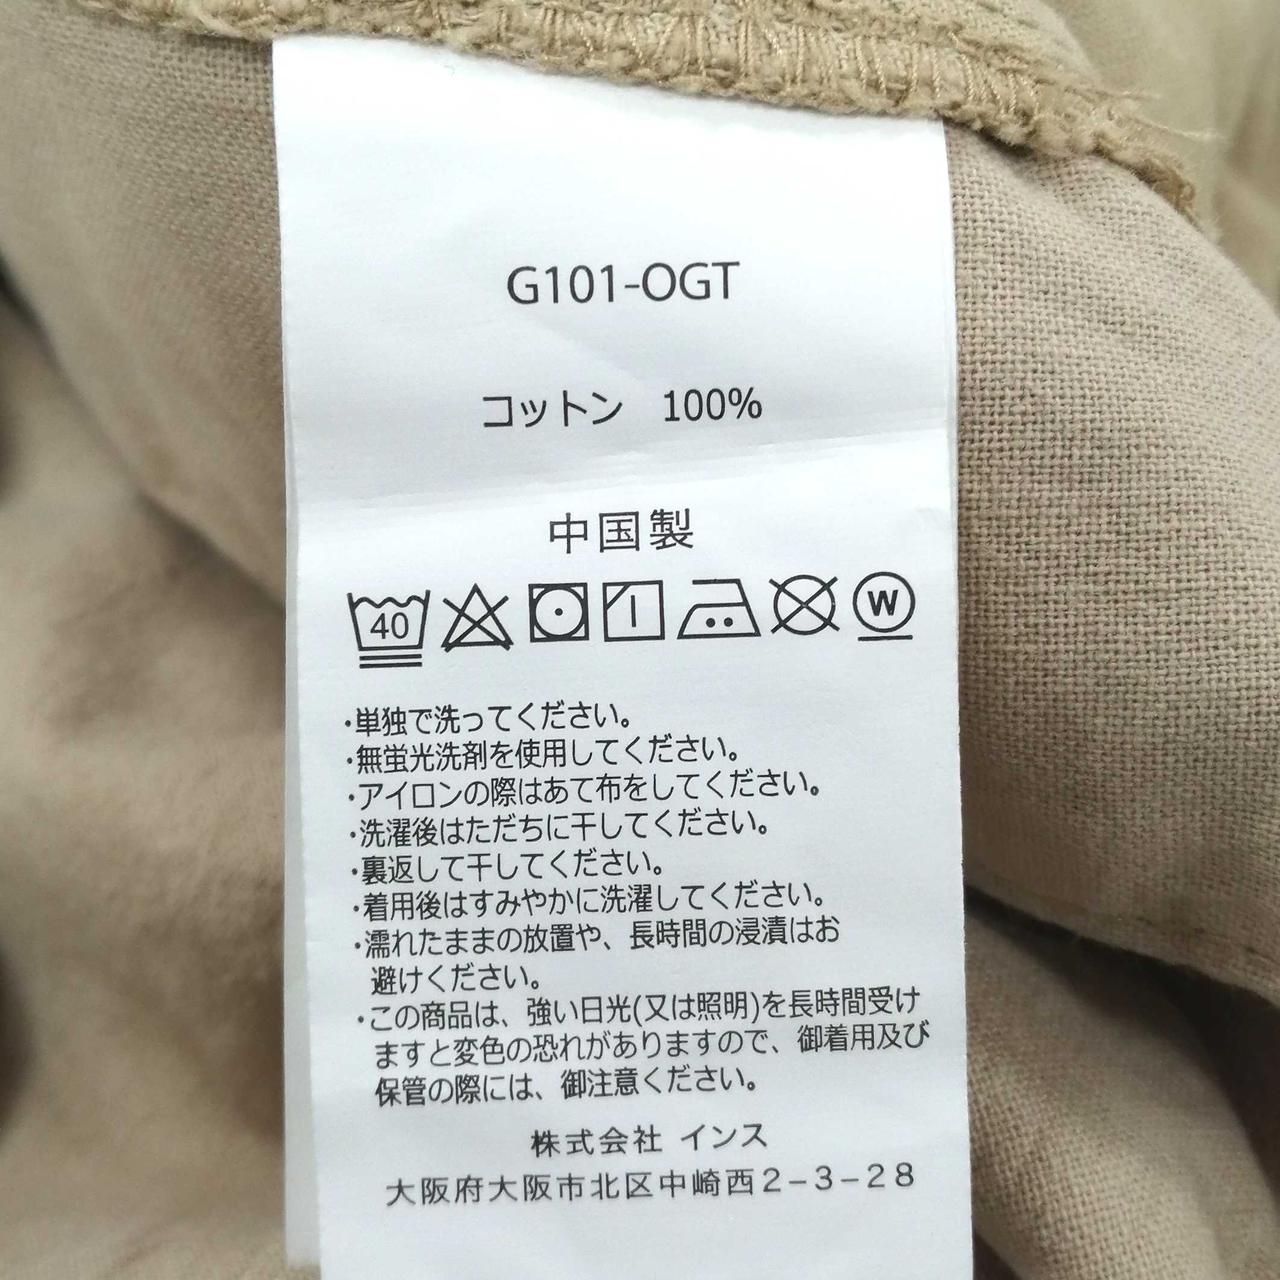 G101-OGT
コットン 100%
中国製
40 W
・単独で洗ってください。
・無蛍光洗剤を使用してください。
・アイロンの際はあて布をしてください。
・洗濯後はただちに干してください。
・裏返して干してください。
・着用後はすみやかに洗濯してください。
・濡れたままの放置や、長時間の浸漬はお
避けください。
・この商品は、強い日光(又は照明)を長時間受け
ますと変色の恐れがありますので、御着用及び
保管の際には、御注意ください。
株式会社 インス
大阪府大阪市北区中崎西2-3-28